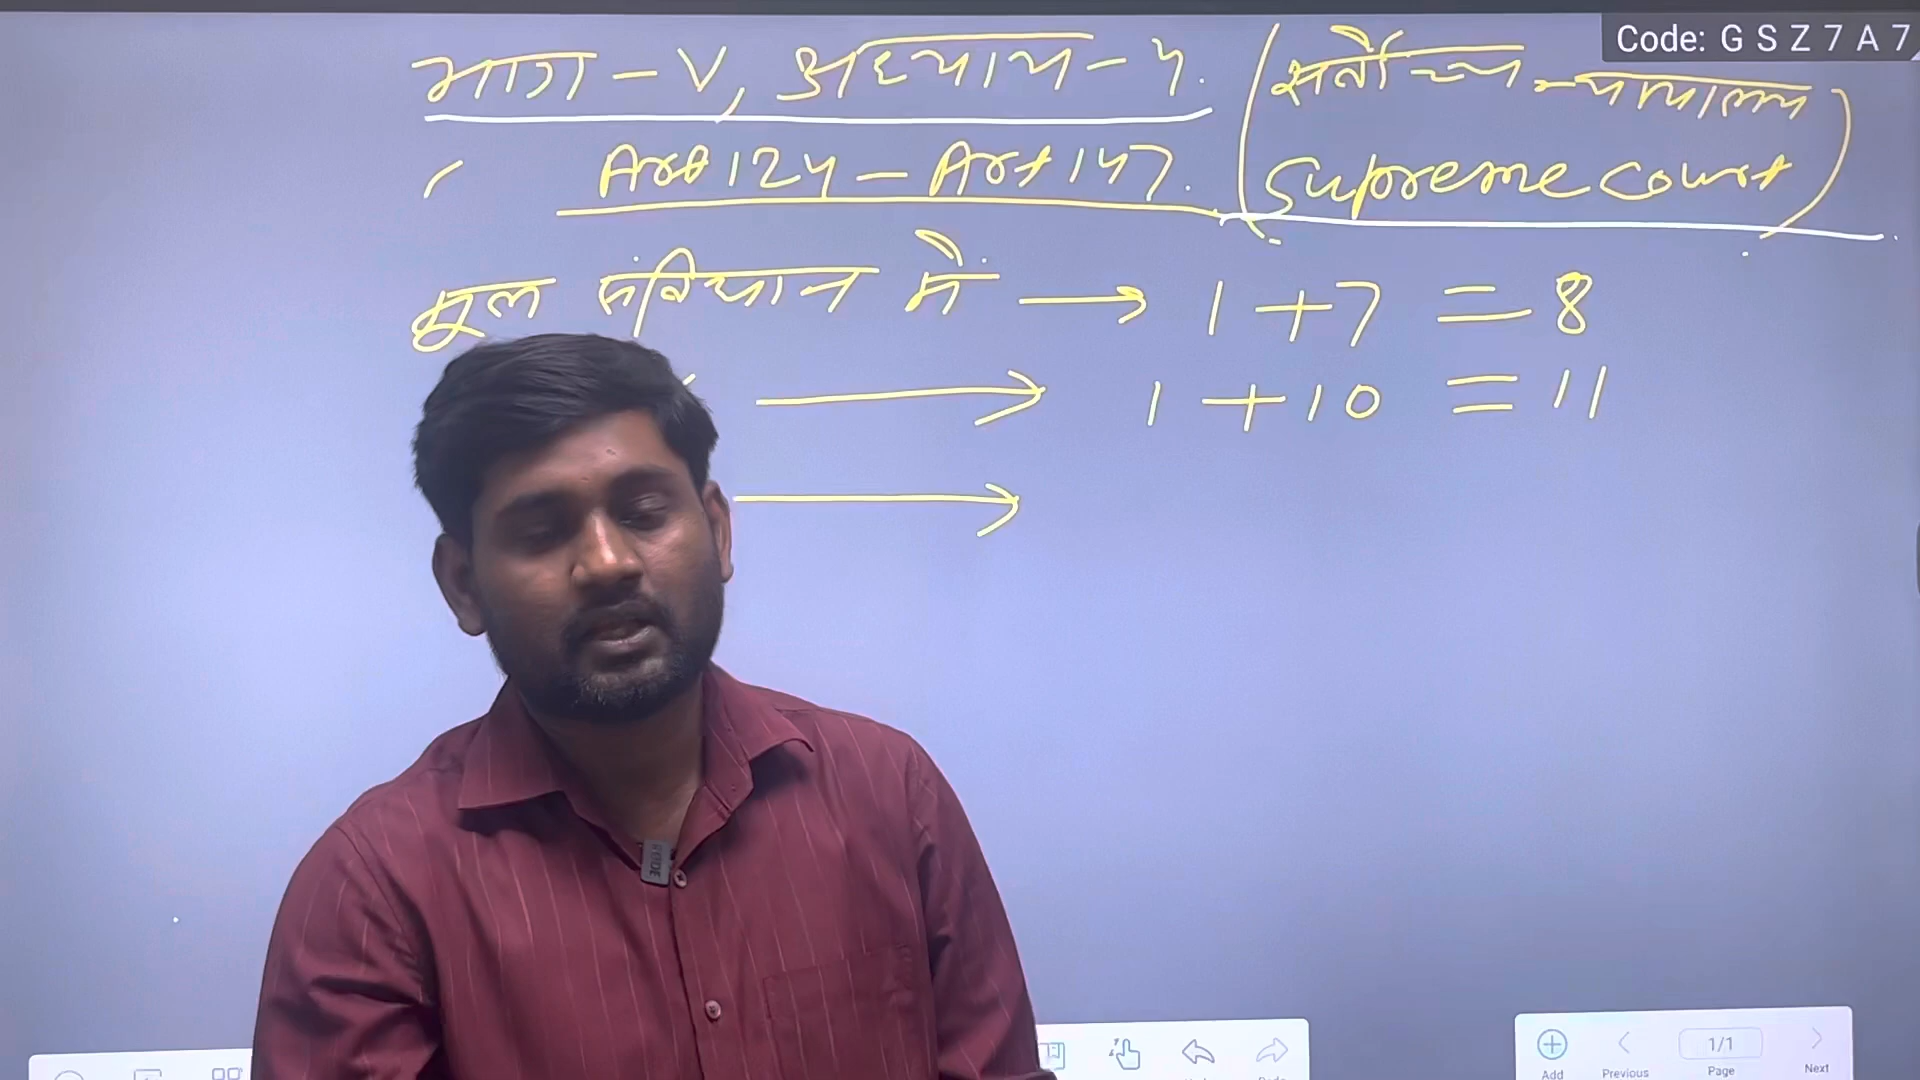 Code: G S Z 7 A 7
भाग - V, अध्याय - 4. (सर्वोच्च न्यायालय
Art 124 - Art 147. Supreme court)
मूल संविधान में → 1 + 7 = 8
→ 1 + 10 = 11
→
Add Previous 1/1 Page Next